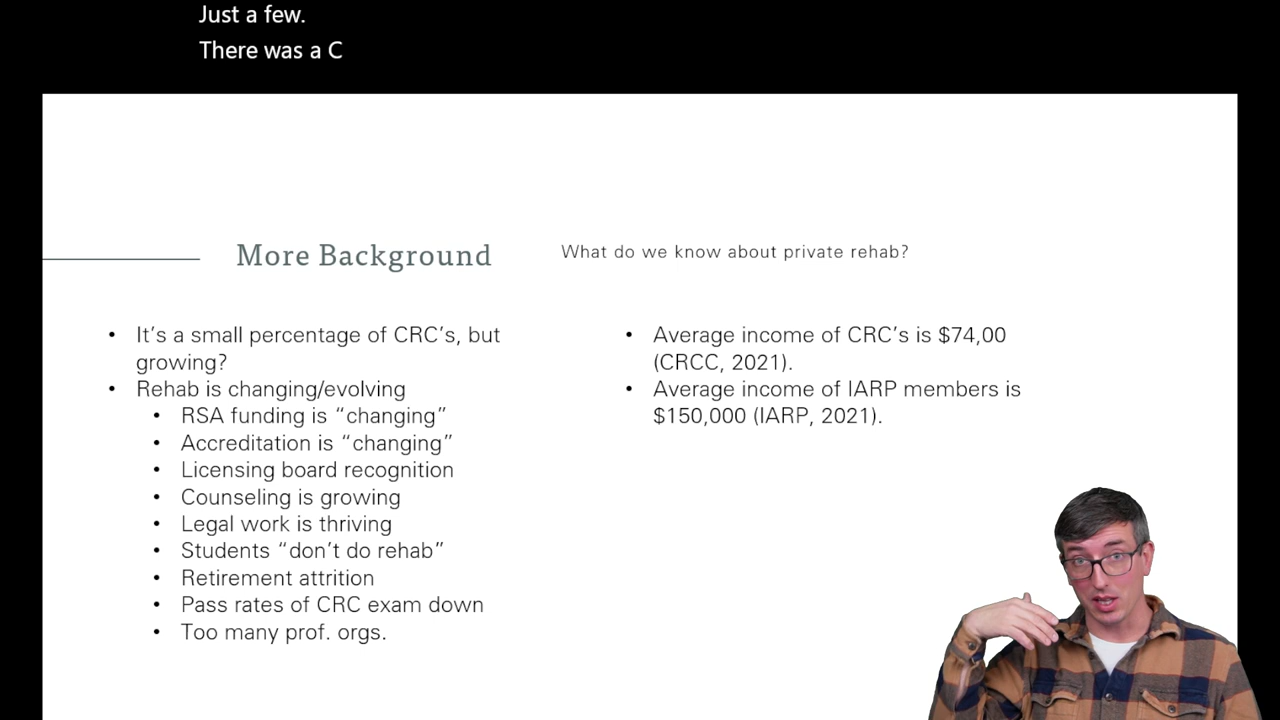 Just a few.
There was a C
More Background
What do we know about private rehab?
• It's a small percentage of CRC's, but
growing?
• Rehab is changing/evolving
• RSA funding is “changing”
• Accreditation is “changing”
• Licensing board recognition
• Counseling is growing
• Legal work is thriving
• Students “don't do rehab”
• Retirement attrition
• Pass rates of CRC exam down
• Too many prof. orgs.
• Average income of CRC's is $74,00
(CRCC, 2021).
• Average income of IARP members is
$150,000 (IARP, 2021).